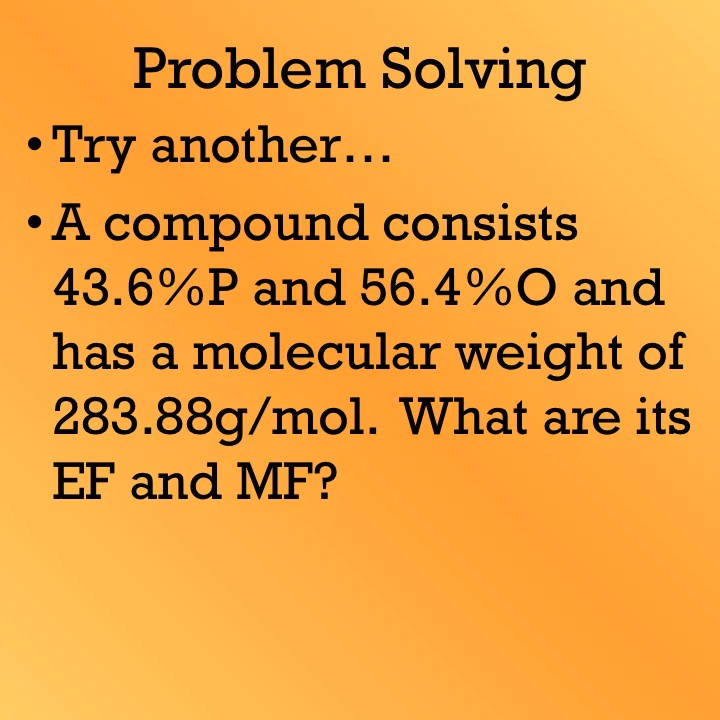 Problem Solving
• Try another…
• A compound consists
43.6%P and 56.4%O and
has a molecular weight of
283.88g/mol.  What are its
EF and MF?